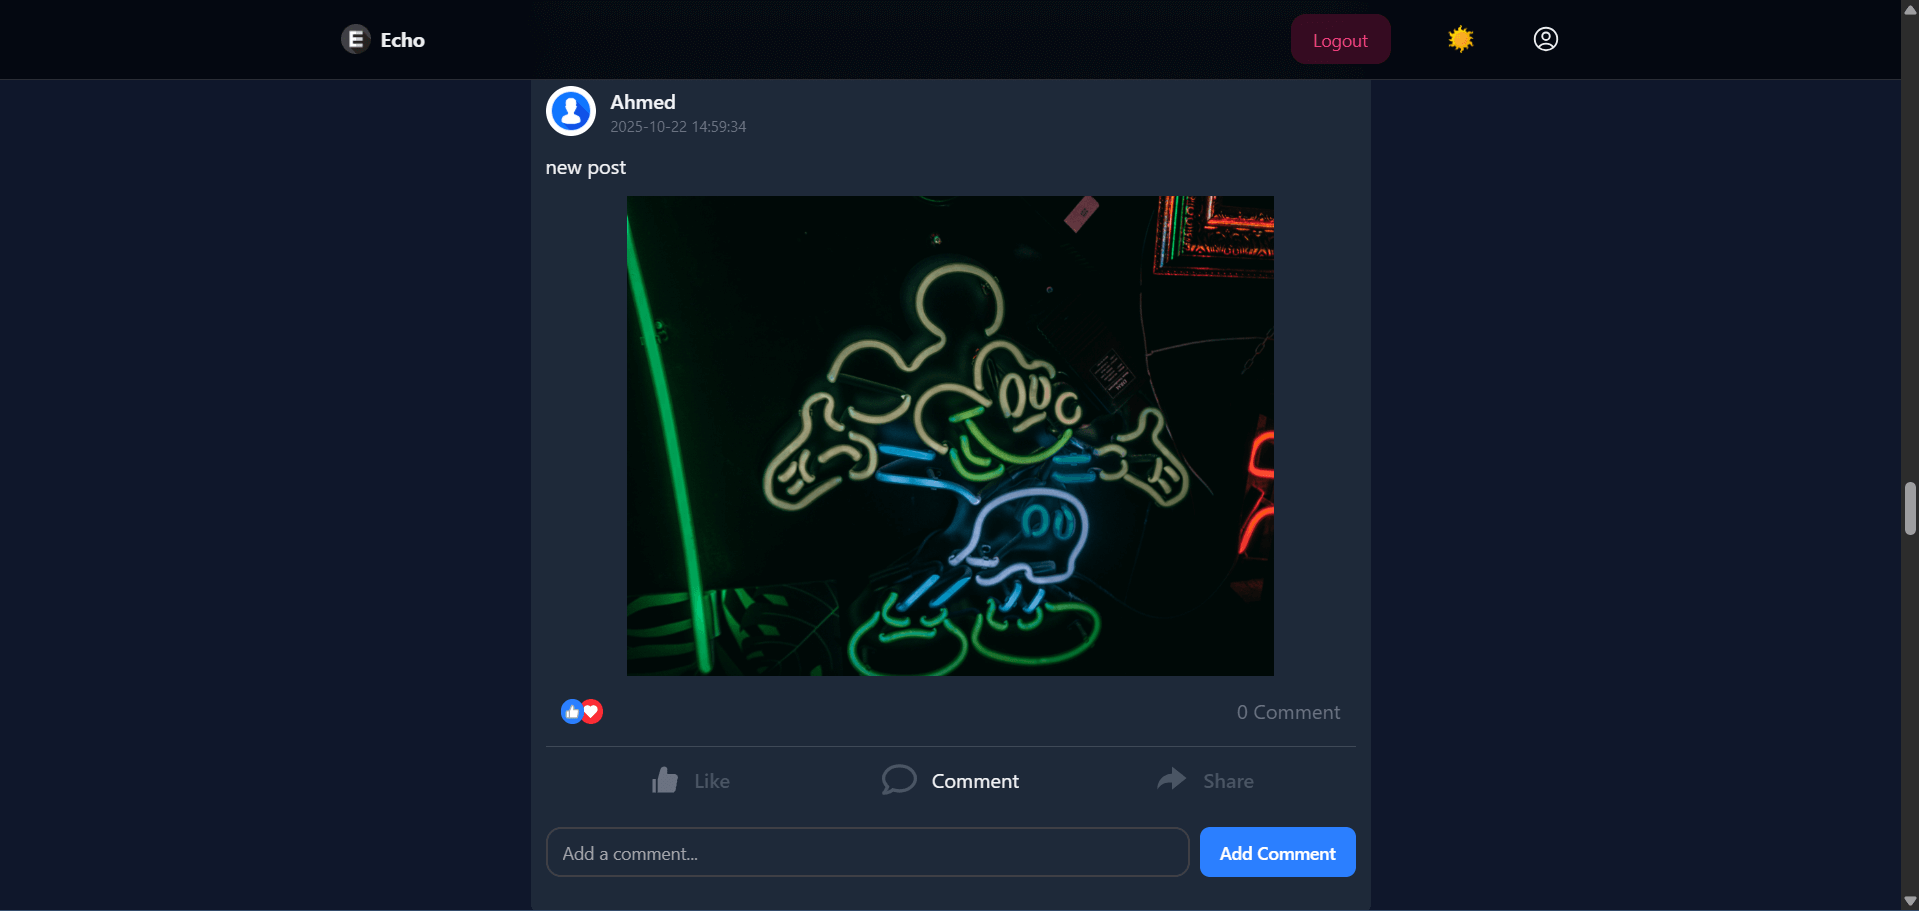 Echo
Logout
Ahmed
2025-10-22 14:59:34
new post
0 Comment
Like
Comment
Share
Add a comment...
Add Comment